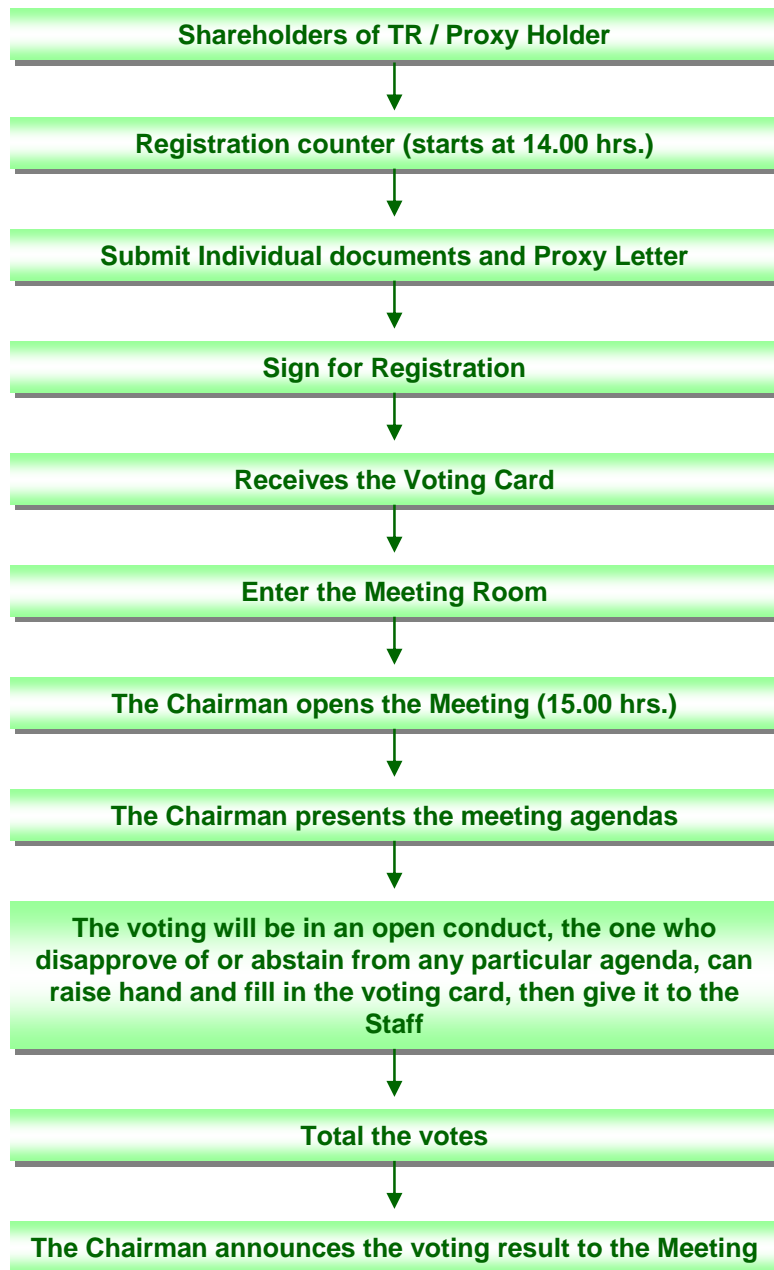 Shareholders of TR / Proxy Holder
Registration counter (starts at 14.00 hrs.)
Submit Individual documents and Proxy Letter
Sign for Registration
Receives the Voting Card
Enter the Meeting Room
The Chairman opens the Meeting (15.00 hrs.)
The Chairman presents the meeting agendas
The voting will be in an open conduct, the one who
disapprove of or abstain from any particular agenda, can
raise hand and fill in the voting card, then give it to the
Staff
Total the votes
The Chairman announces the voting result to the Meeting